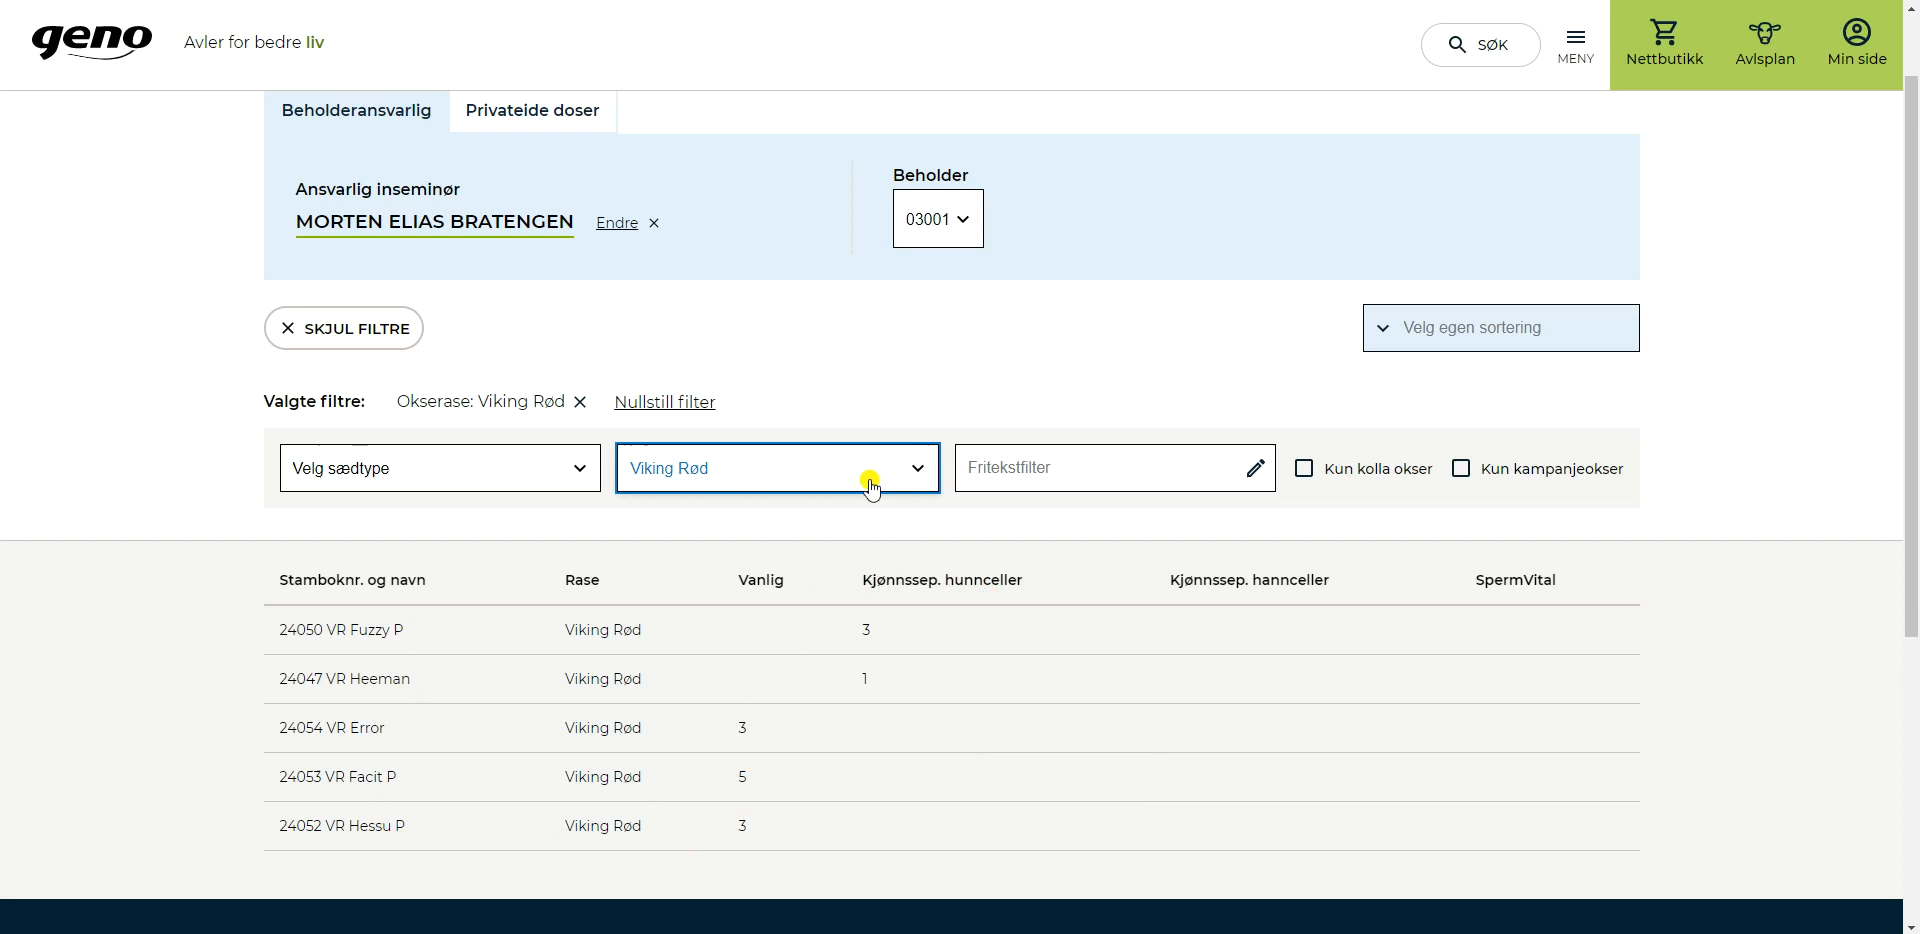 geno
Avler for bedre liv
SØK
MENY
Nettbutikk
Avlsplan
Min side
Beholderansvarlig
Privateide doser
Ansvarlig inseminør
MORTEN ELIAS BRATENGEN
Endre
Beholder
03001
SKJUL FILTRE
Velg egen sortering
Valgte filtre:
Okserase: Viking Rød
Nullstill filter
Velg sædtype
Viking Rød
Fritekstfilter
Kun kolla okser
Kun kampanjeokser
Stamboknr. og navn Rase Vanlig Kjønnssep. hunnceller Kjønnssep. hannceller SpermVital
24050 VR Fuzzy P Viking Rød 3
24047 VR Heeman Viking Rød 1
24054 VR Error Viking Rød 3
24053 VR Facit P Viking Rød 5
24052 VR Hessu P Viking Rød 3